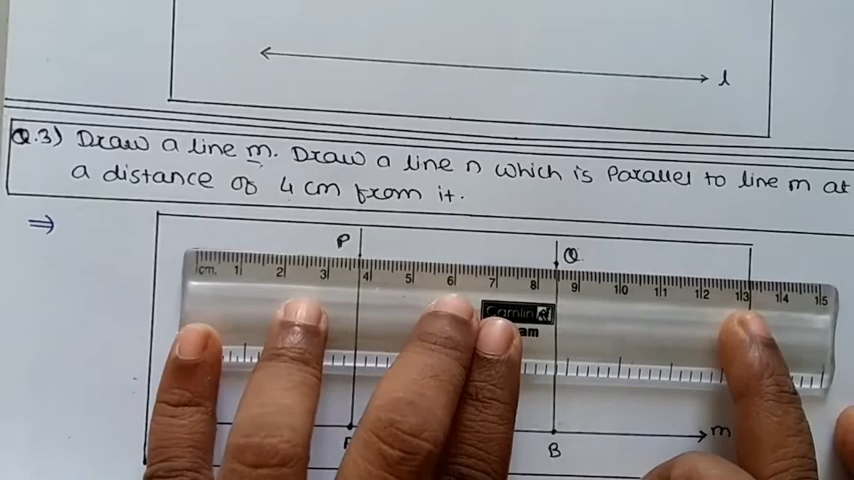 l
Q.3) Draw a line m. Draw a line n which is parallel to line m at
a distance of 4 cm from it.
⇒
P Q
cm. 1 2 3 4 5 6 7 8 9 10 11 12 13 14 15
Camlin
m
B